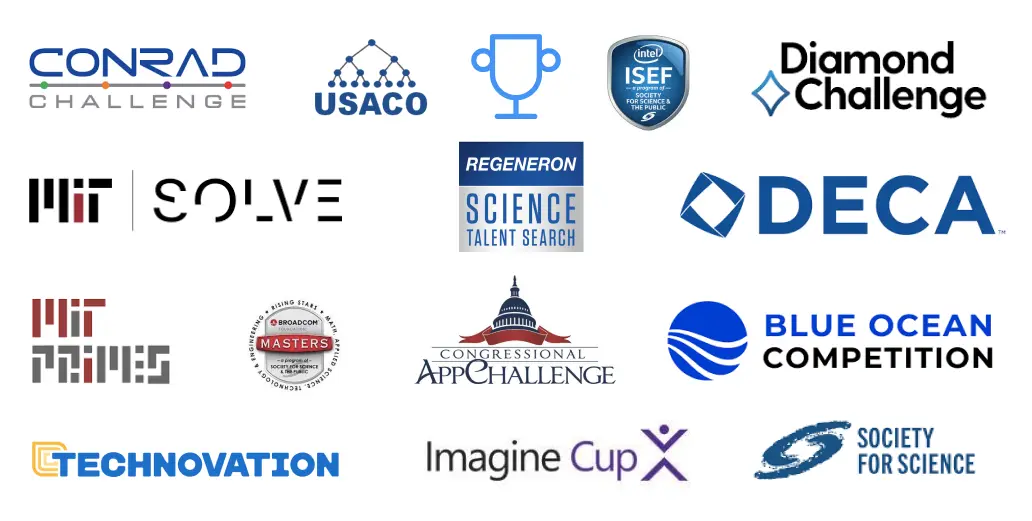 CONRAD
CHALLENGE
USACO
intel
ISEF
a program of
SOCIETY
FOR SCIENCE &
THE PUBLIC
Diamond
Challenge
MIT
SOLVE
REGENERON
SCIENCE
TALENT SEARCH
DECA™
MIT
PRIMES
RISING STARS • MATH, APPLIED SCIENCE, TECHNOLOGY & ENGINEERING •
BROADCOM
FOUNDATION
MASTERS
a program of
SOCIETY FOR SCIENCE
& THE PUBLIC
CONGRESSIONAL
APPCHALLENGE
BLUE OCEAN
COMPETITION
TECHNOVATION
Imagine Cup
SOCIETY
FOR SCIENCE